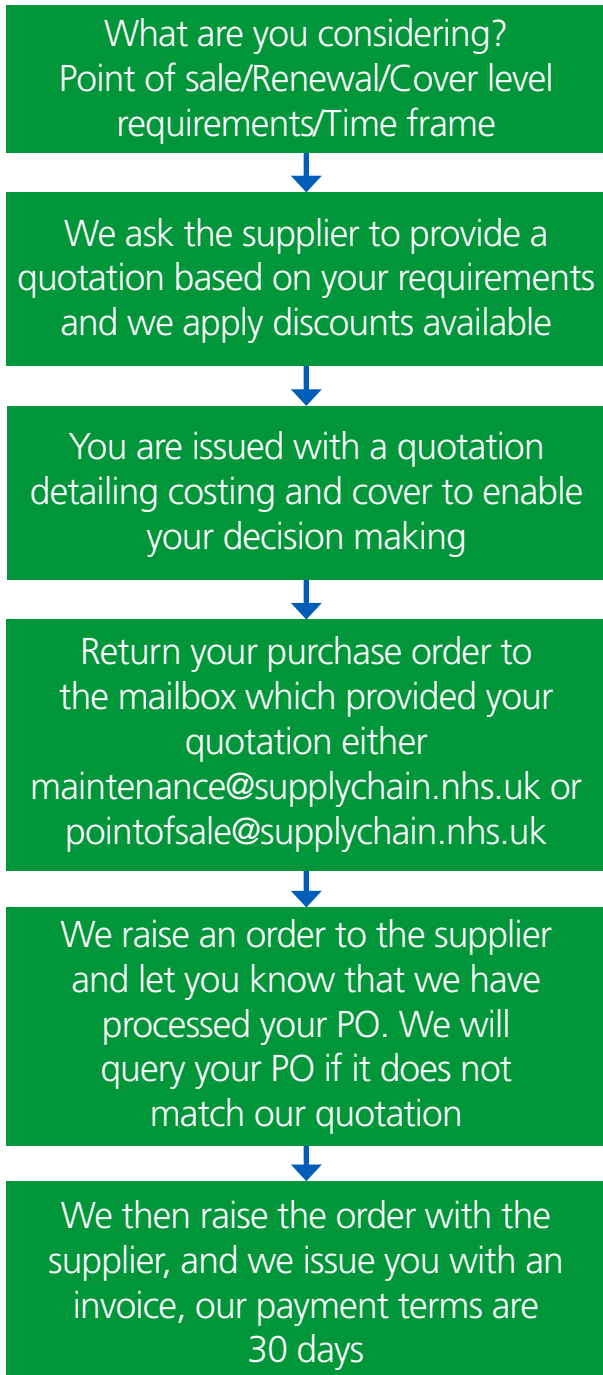 What are you considering?
Point of sale/Renewal/Cover level
requirements/Time frame
We ask the supplier to provide a
quotation based on your requirements
and we apply discounts available
You are issued with a quotation
detailing costing and cover to enable
your decision making
Return your purchase order to
the mailbox which provided your
quotation either
maintenance@supplychain.nhs.uk or
pointofsale@supplychain.nhs.uk
We raise an order to the supplier
and let you know that we have
processed your PO. We will
query your PO if it does not
match our quotation
We then raise the order with the
supplier, and we issue you with an
invoice, our payment terms are
30 days